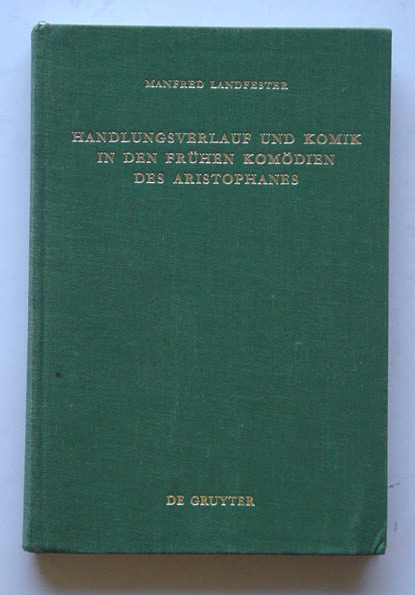 MANFRED LANDFESTER
HANDLUNGSVERLAUF UND KOMIK
IN DEN FRÜHEN KOMÖDIEN
DES ARISTOPHANES
DE GRUYTER